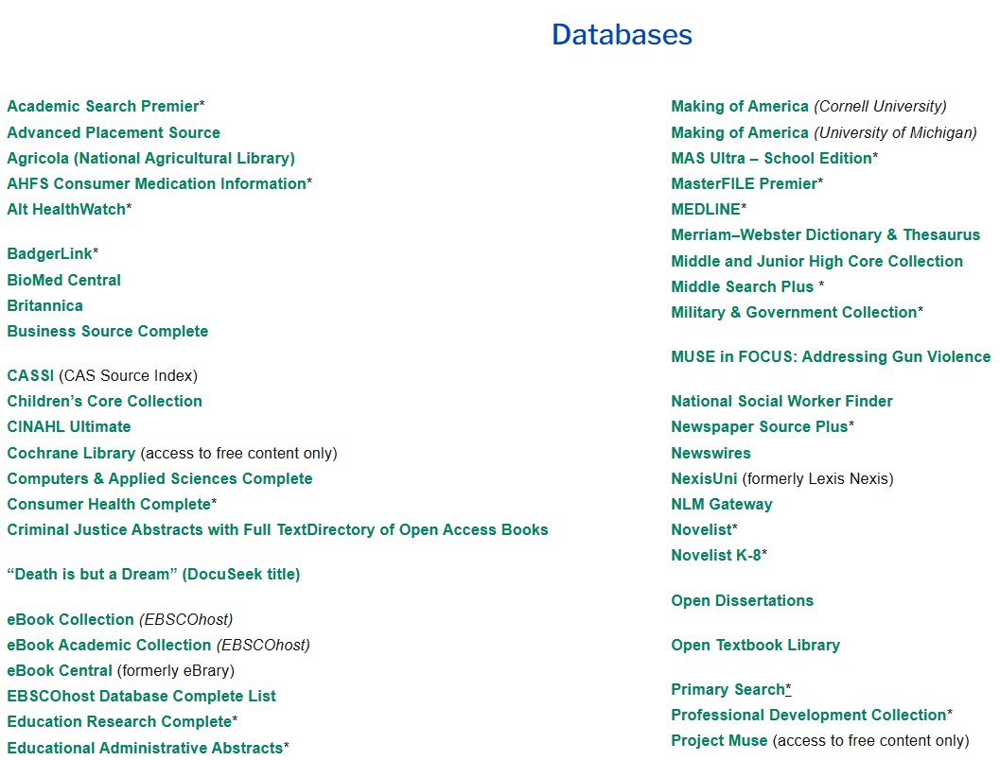 Databases
Academic Search Premier*
Advanced Placement Source
Agricola (National Agricultural Library)
AHFS Consumer Medication Information*
Alt HealthWatch*
BadgerLink*
BioMed Central
Britannica
Business Source Complete
CASSI (CAS Source Index)
Children’s Core Collection
CINAHL Ultimate
Cochrane Library (access to free content only)
Computers & Applied Sciences Complete
Consumer Health Complete*
Criminal Justice Abstracts with Full TextDirectory of Open Access Books
“Death is but a Dream” (DocuSeek title)
eBook Collection (EBSCOhost)
eBook Academic Collection (EBSCOhost)
eBook Central (formerly eBrary)
EBSCOhost Database Complete List
Education Research Complete*
Educational Administrative Abstracts*
Making of America (Cornell University)
Making of America (University of Michigan)
MAS Ultra – School Edition*
MasterFILE Premier*
MEDLINE*
Merriam–Webster Dictionary & Thesaurus
Middle and Junior High Core Collection
Middle Search Plus *
Military & Government Collection*
MUSE in FOCUS: Addressing Gun Violence
National Social Worker Finder
Newspaper Source Plus*
Newswires
NexisUni (formerly Lexis Nexis)
NLM Gateway
Novelist*
Novelist K-8*
Open Dissertations
Open Textbook Library
Primary Search*
Professional Development Collection*
Project Muse (access to free content only)